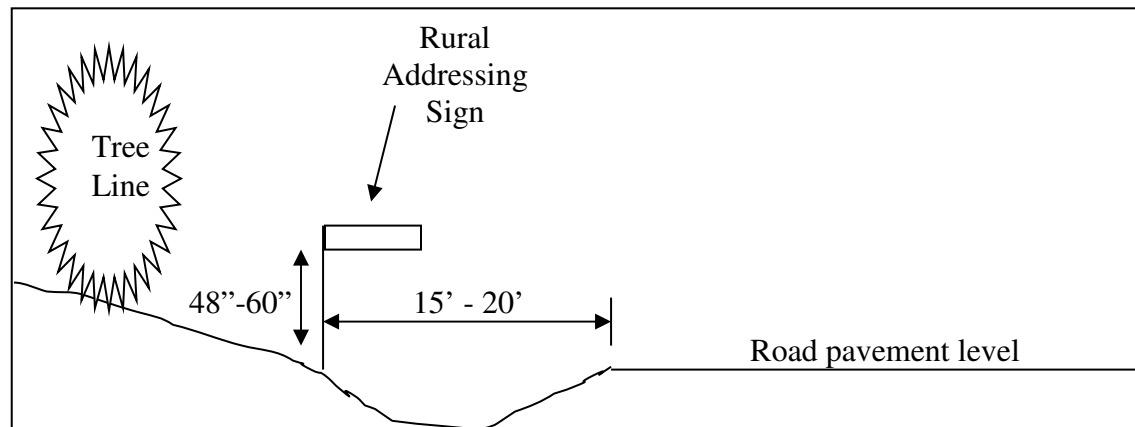 Rural
Addressing
Sign
Tree
Line
48”-60”
15’ - 20’
Road pavement level